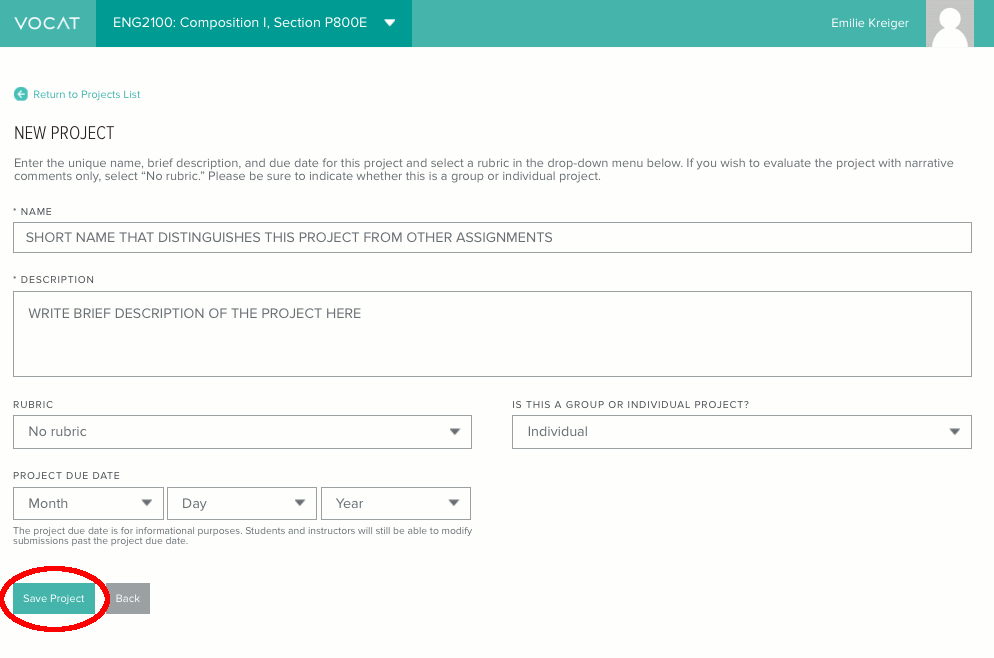 VOCAT
ENG2100: Composition I, Section P800E
Emilie Kreiger
Return to Projects List
NEW PROJECT
Enter the unique name, brief description, and due date for this project and select a rubric in the drop-down menu below. If you wish to evaluate the project with narrative
comments only, select “No rubric.” Please be sure to indicate whether this is a group or individual project.
* NAME
SHORT NAME THAT DISTINGUISHES THIS PROJECT FROM OTHER ASSIGNMENTS
* DESCRIPTION
WRITE BRIEF DESCRIPTION OF THE PROJECT HERE
RUBRIC
IS THIS A GROUP OR INDIVIDUAL PROJECT?
No rubric
Individual
PROJECT DUE DATE
Month
Day
Year
The project due date is for informational purposes. Students and instructors will still be able to modify
submissions past the project due date.
Save Project
Back